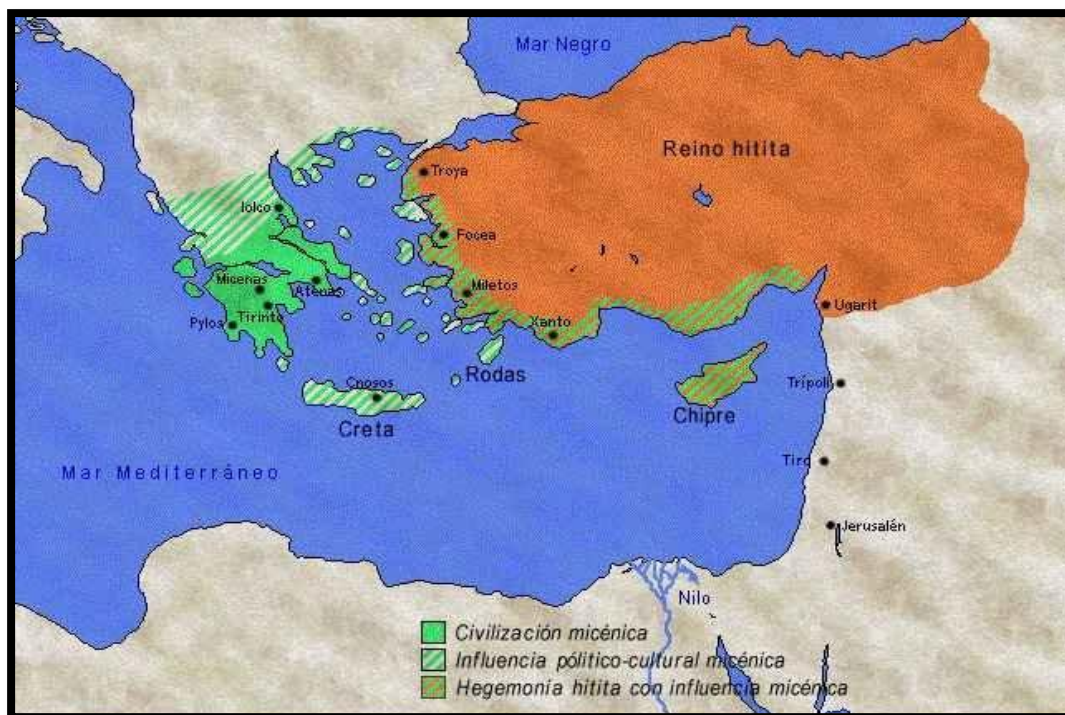 Mar Negro
Reino hitita
Troya
Iolco
Focea
Micenas
Atenas
Miletos
Tirinto
Pylos
Xanto
Ugarit
Rodas
Cnosos
Creta
Trípoli
Chipre
Mar Mediterráneo
Tiro
Jerusalén
Nilo
Civilización micénica
Influencia pólitico-cultural micénica
Hegemonía hitita con influencia micénica